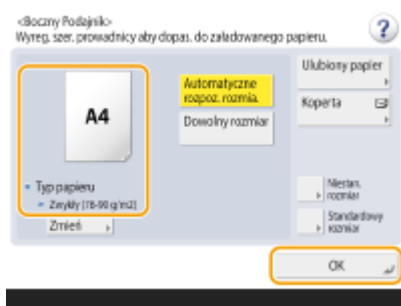 <Boczny Podajnik>
Wyreg. szer. prowadnicy aby dopas. do załadowanego papieru.
?
A4
Typ papieru
Zwykły (76-90 g/m2)
Zmień
Automatyczne
rozpoz. rozmia.
Dowolny rozmiar
Ulubiony papier
Koperta
Niestan.
rozmiar
Standardowy
rozmiar
OK